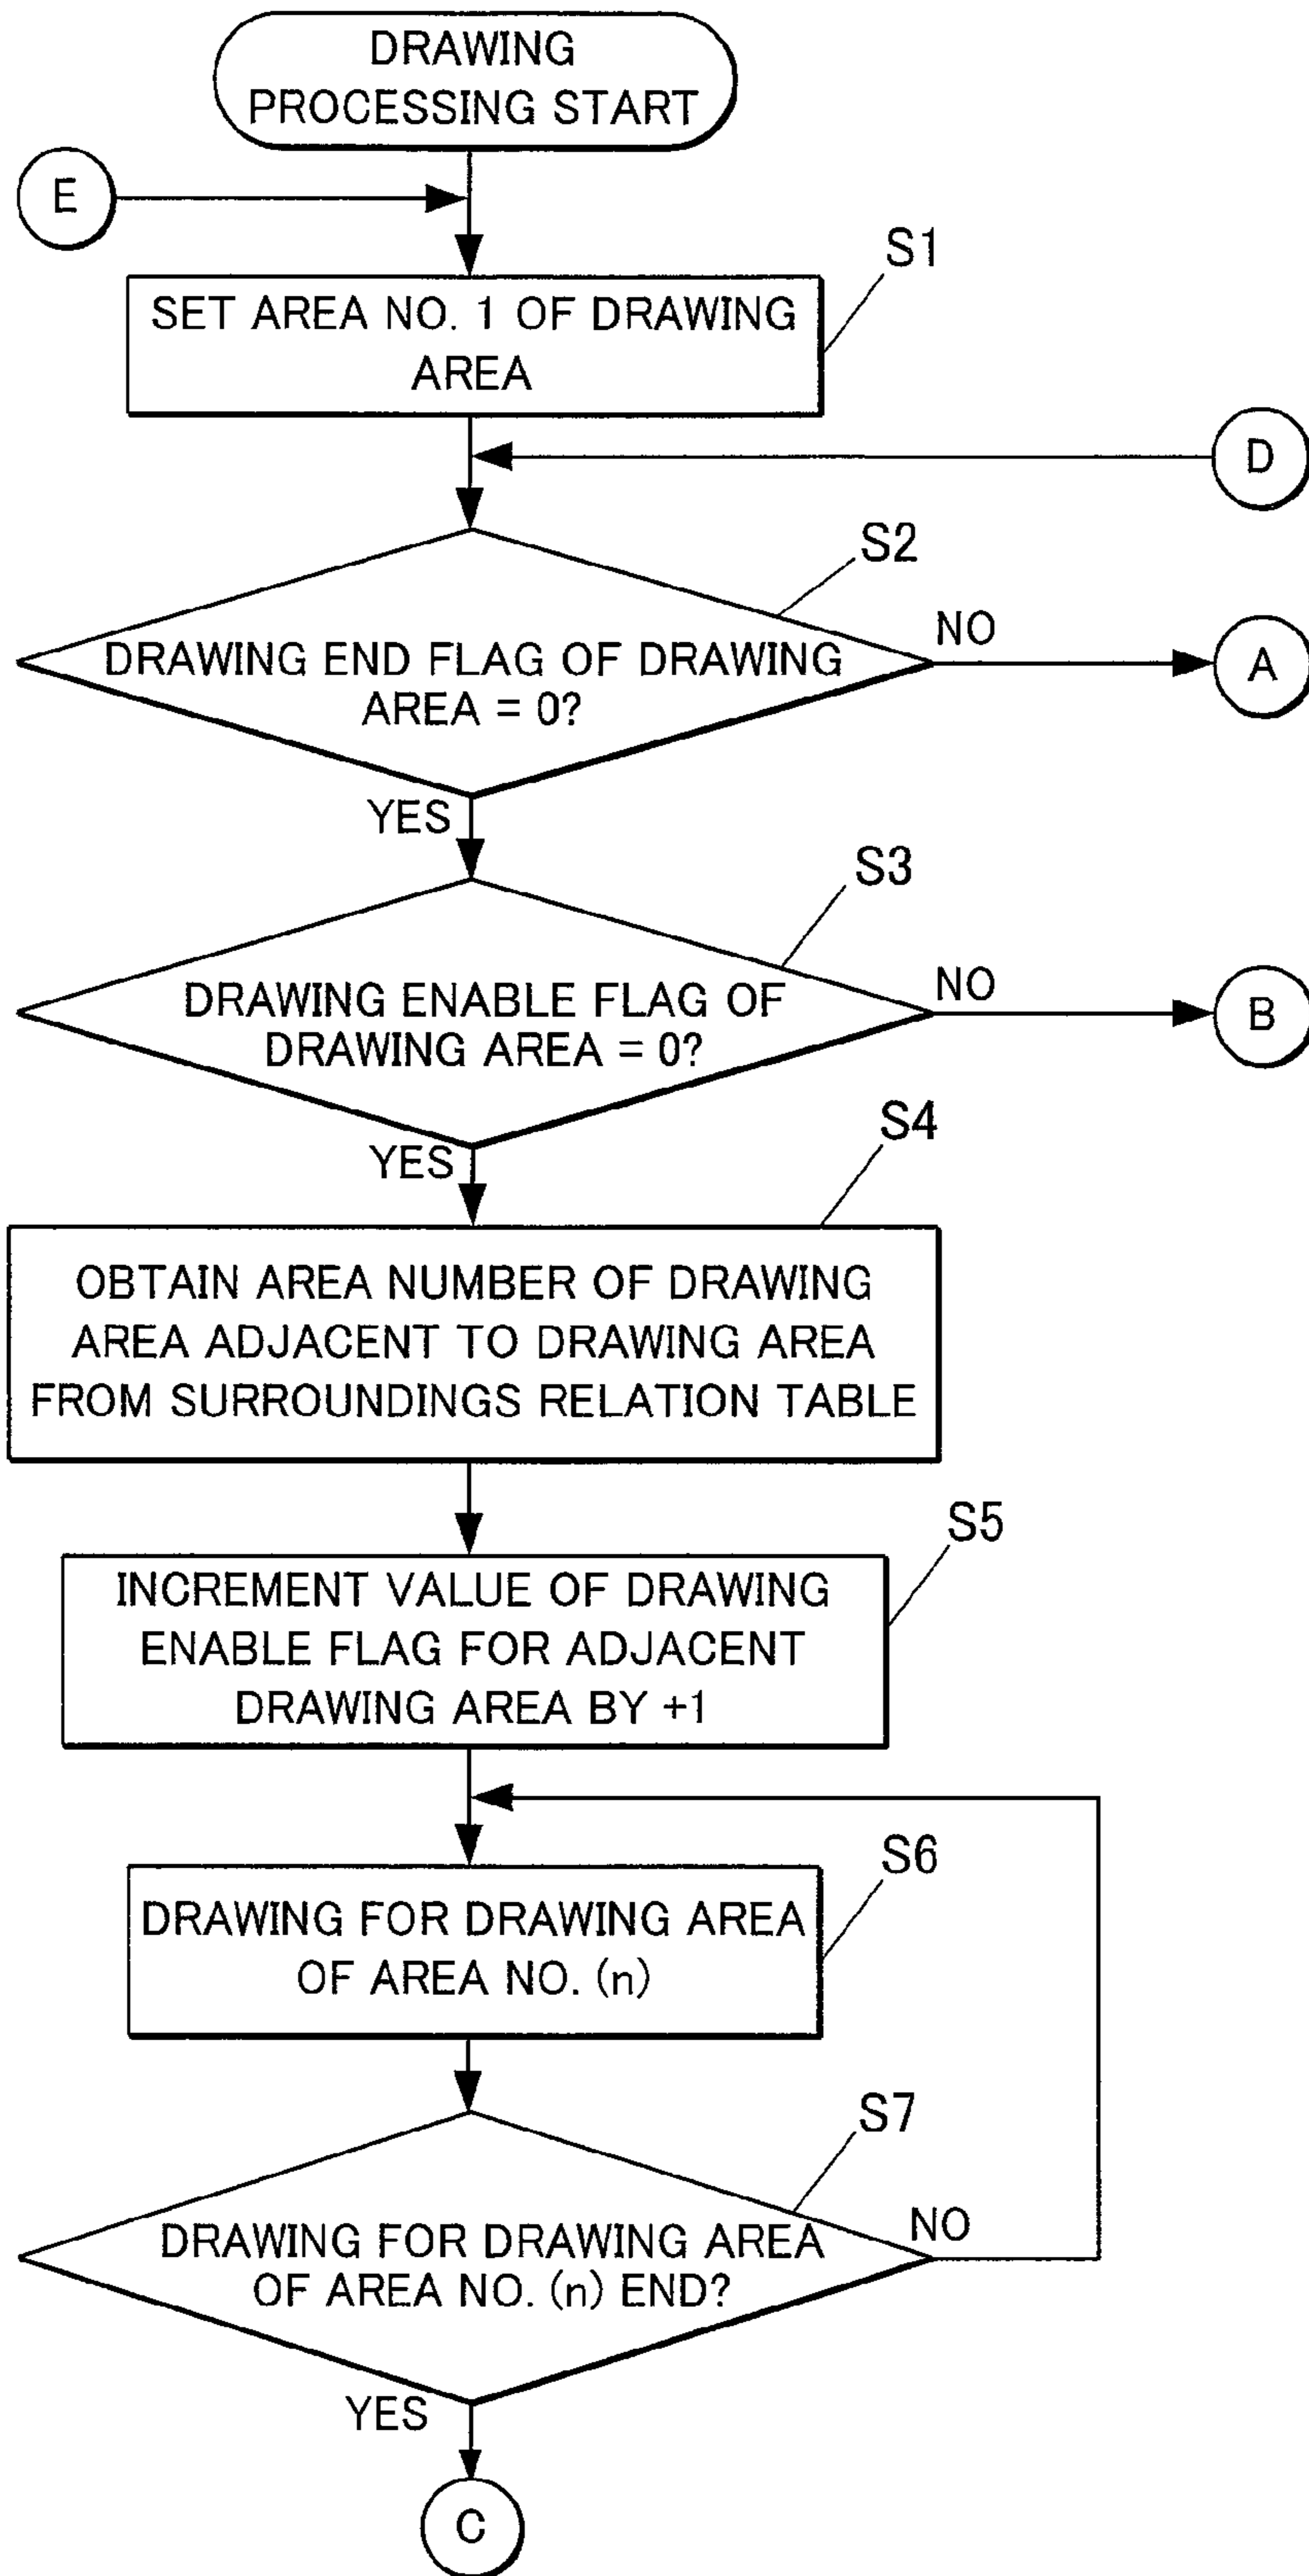 DRAWING
PROCESSING START
E
S1
SET AREA NO. 1 OF DRAWING
AREA
D
S2
DRAWING END FLAG OF DRAWING
AREA = 0?
NO
A
YES
S3
DRAWING ENABLE FLAG OF
DRAWING AREA = 0?
NO
B
YES
S4
OBTAIN AREA NUMBER OF DRAWING
AREA ADJACENT TO DRAWING AREA
FROM SURROUNDINGS RELATION TABLE
S5
INCREMENT VALUE OF DRAWING
ENABLE FLAG FOR ADJACENT
DRAWING AREA BY +1
S6
DRAWING FOR DRAWING AREA
OF AREA NO. (n)
S7
DRAWING FOR DRAWING AREA
OF AREA NO. (n) END?
NO
YES
C